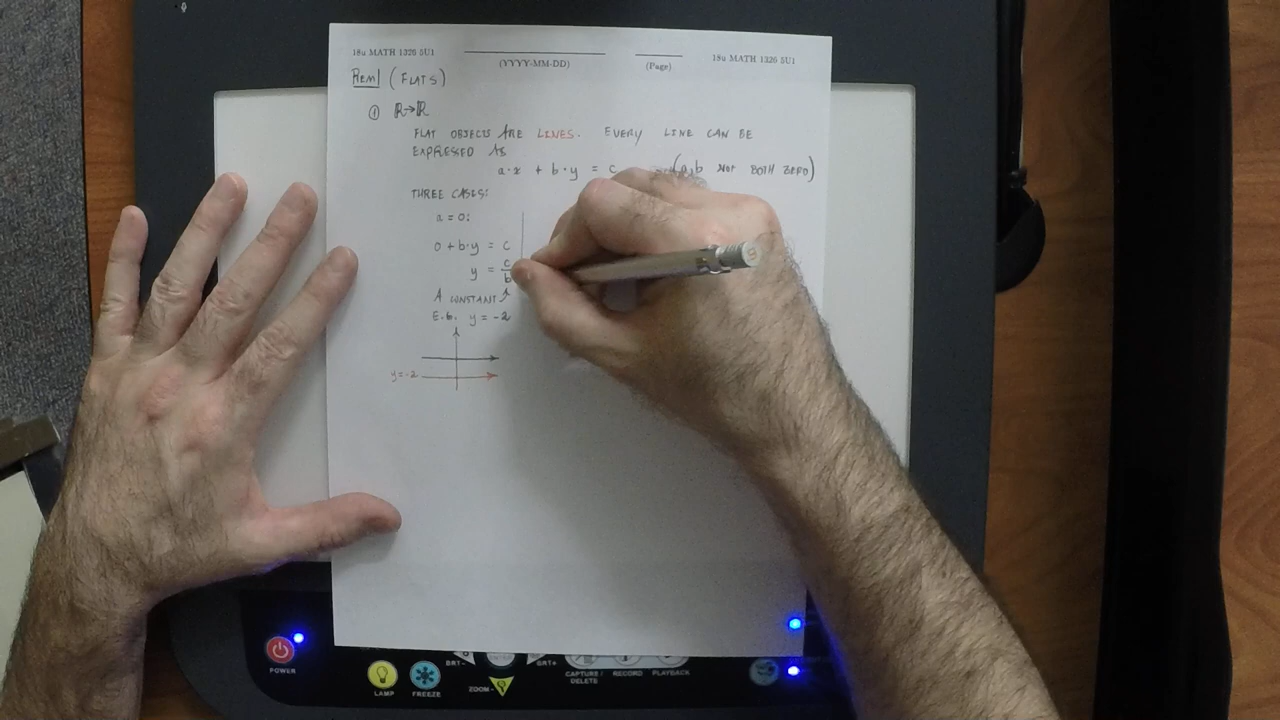 18u MATH 1326 5U1
(YYYY-MM-DD)
(Page)
18u MATH 1326 5U1
REM (FLATS)
① ℝ→ℝ
FLAT OBJECTS ARE LINES. EVERY LINE CAN BE
EXPRESSED AS
a·x + b·y = c (a,b NOT BOTH ZERO)
THREE CASES:
a = 0:
0 + b·y = c
y = c/b
A CONSTANT
E.G. y = -2
y=-2
POWER
LAMP
FREEZE
BRT-
BRT+
ZOOM-
CAPTURE /
DELETE
RECORD
PLAYBACK